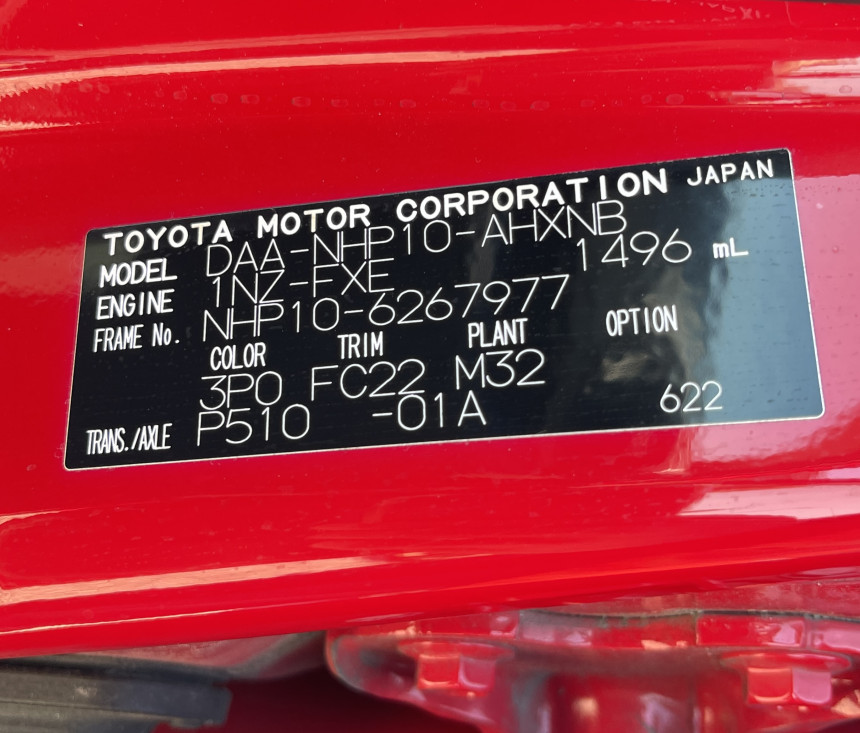 TOYOTA MOTOR CORPORATION JAPAN
MODEL DAA-NHP10-AHXNB
ENGINE 1NZ-FXE 1496 mL
FRAME No. NHP10-6267977
COLOR TRIM PLANT OPTION
3P0 FC22 M32
TRANS./AXLE P510 -01A 622